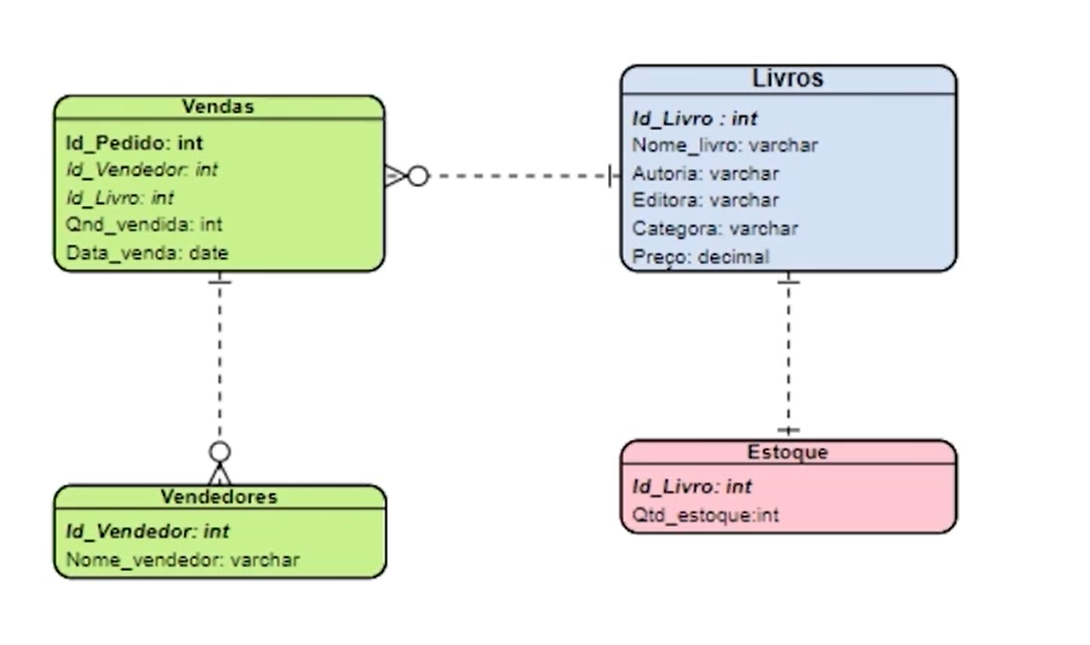 Vendas
Id_Pedido: int
Id_Vendedor: int
Id_Livro: int
Qnd_vendida: int
Data_venda: date
Livros
Id_Livro : int
Nome_livro: varchar
Autoria: varchar
Editora: varchar
Categora: varchar
Preço: decimal
Vendedores
Id_Vendedor: int
Nome_vendedor: varchar
Estoque
Id_Livro: int
Qtd_estoque:int